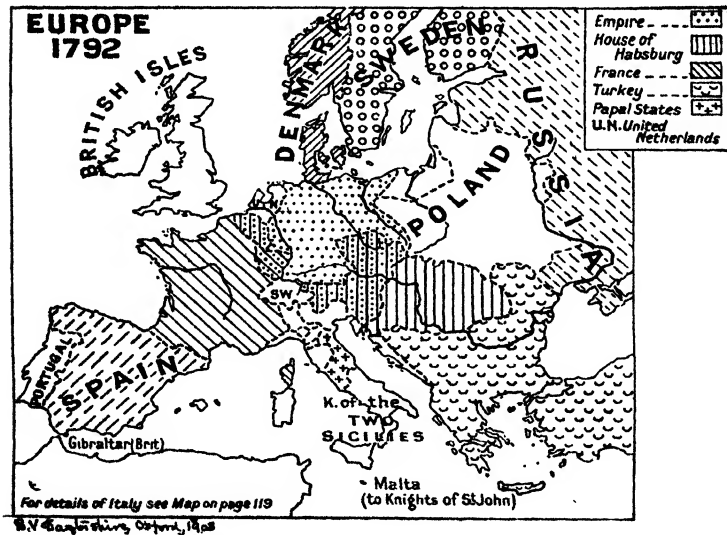 EUROPE
1792
Empire
House of
Habsburg
France
Turkey
Papal States
U.N. United
Netherlands
BRITISH ISLES
DENMARK
SWEDEN
RUSSIA
POLAND
U.N.
SW
PORTUGAL
SPAIN
K. of the
TWO
SICILIES
Gibraltar (Brit)
Malta
(to Knights of St John)
For details of Italy see Map on page 119
B.V. Oxford,